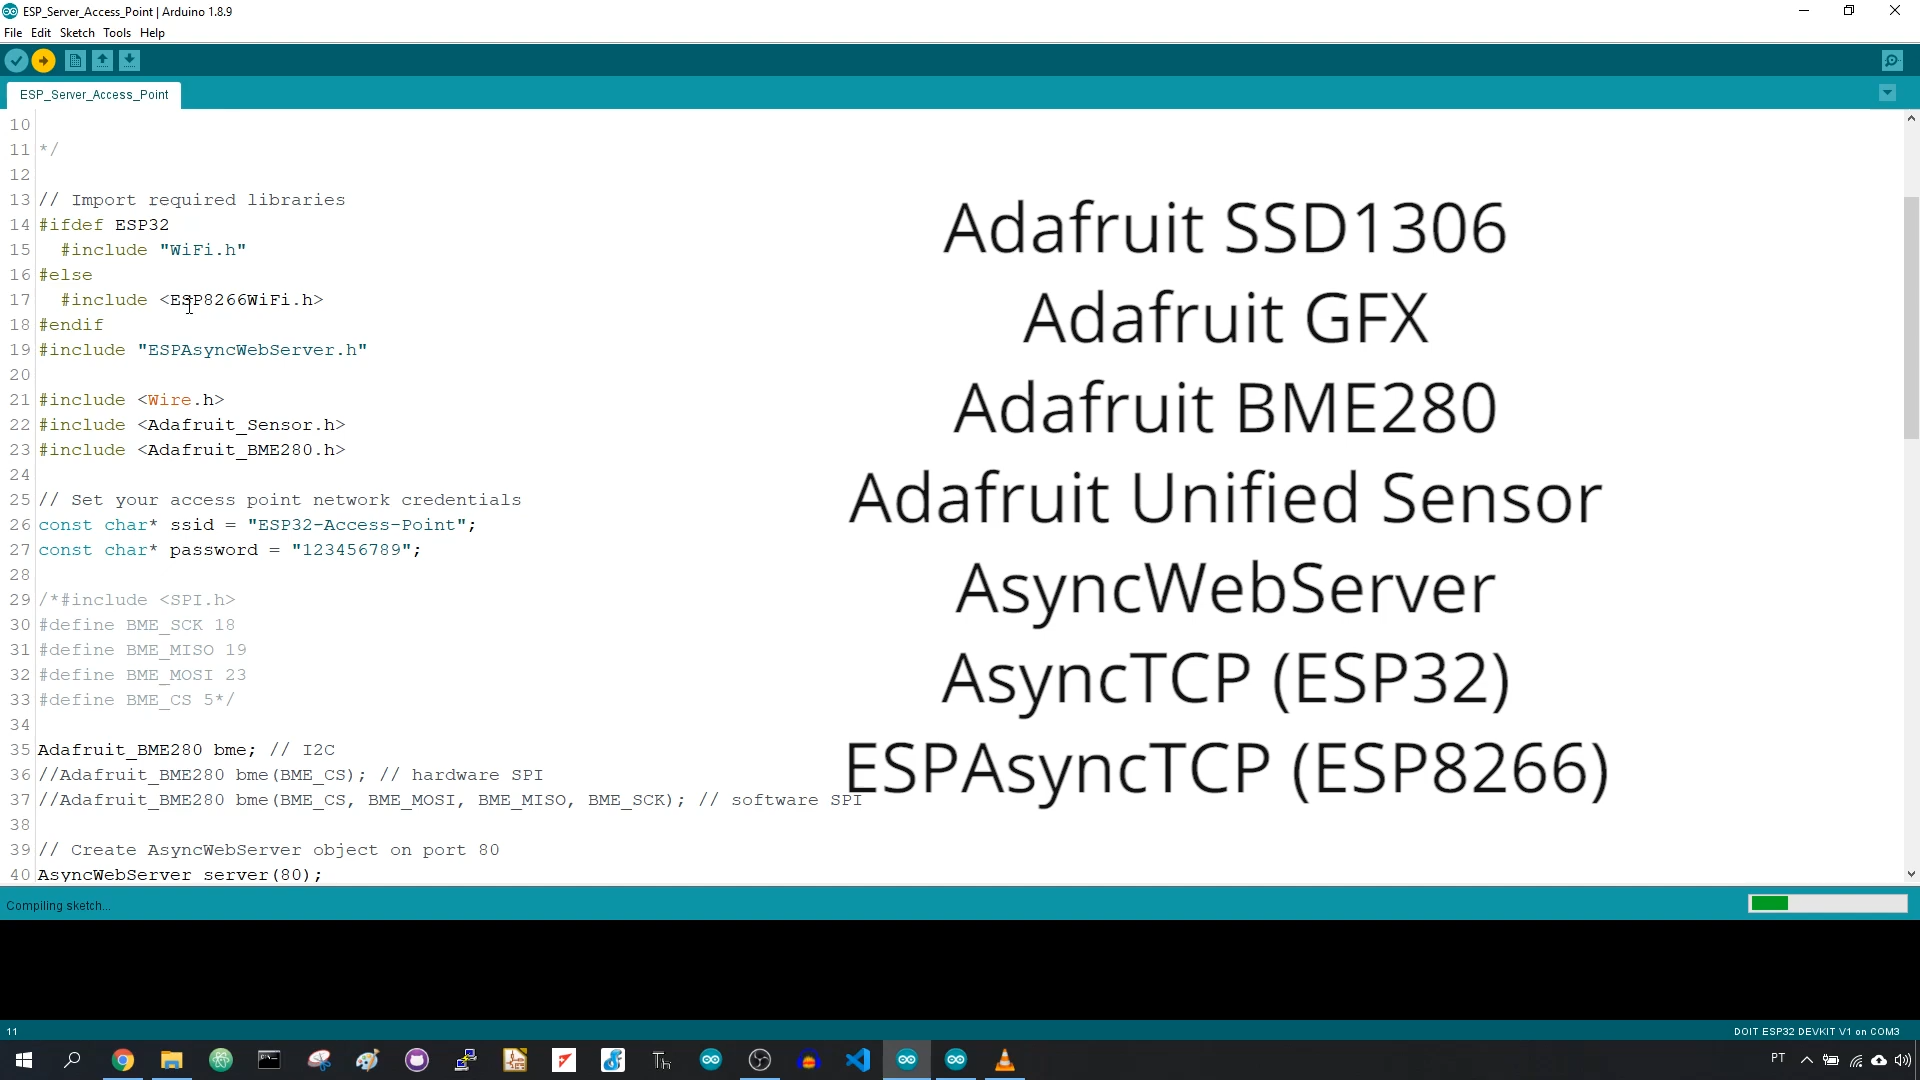 ESP_Server_Access_Point | Arduino 1.8.9
File Edit Sketch Tools Help
ESP_Server_Access_Point
10
11 */
12
13 // Import required libraries
14 #ifdef ESP32
15 #include "WiFi.h"
16 #else
17 #include <ESP8266WiFi.h>
18 #endif
19 #include "ESPAsyncWebServer.h"
20
21 #include <Wire.h>
22 #include <Adafruit_Sensor.h>
23 #include <Adafruit_BME280.h>
24
25 // Set your access point network credentials
26 const char* ssid = "ESP32-Access-Point";
27 const char* password = "123456789";
28
29 /*#include <SPI.h>
30 #define BME_SCK 18
31 #define BME_MISO 19
32 #define BME_MOSI 23
33 #define BME_CS 5*/
34
35 Adafruit_BME280 bme; // I2C
36 //Adafruit_BME280 bme(BME_CS); // hardware SPI
37 //Adafruit_BME280 bme(BME_CS, BME_MOSI, BME_MISO, BME_SCK); // software SPI
38
39 // Create AsyncWebServer object on port 80
40 AsyncWebServer server(80);
Adafruit SSD1306
Adafruit GFX
Adafruit BME280
Adafruit Unified Sensor
AsyncWebServer
AsyncTCP (ESP32)
ESPAsyncTCP (ESP8266)
Compiling sketch...
11
DOIT ESP32 DEVKIT V1 on COM3
Th
PT